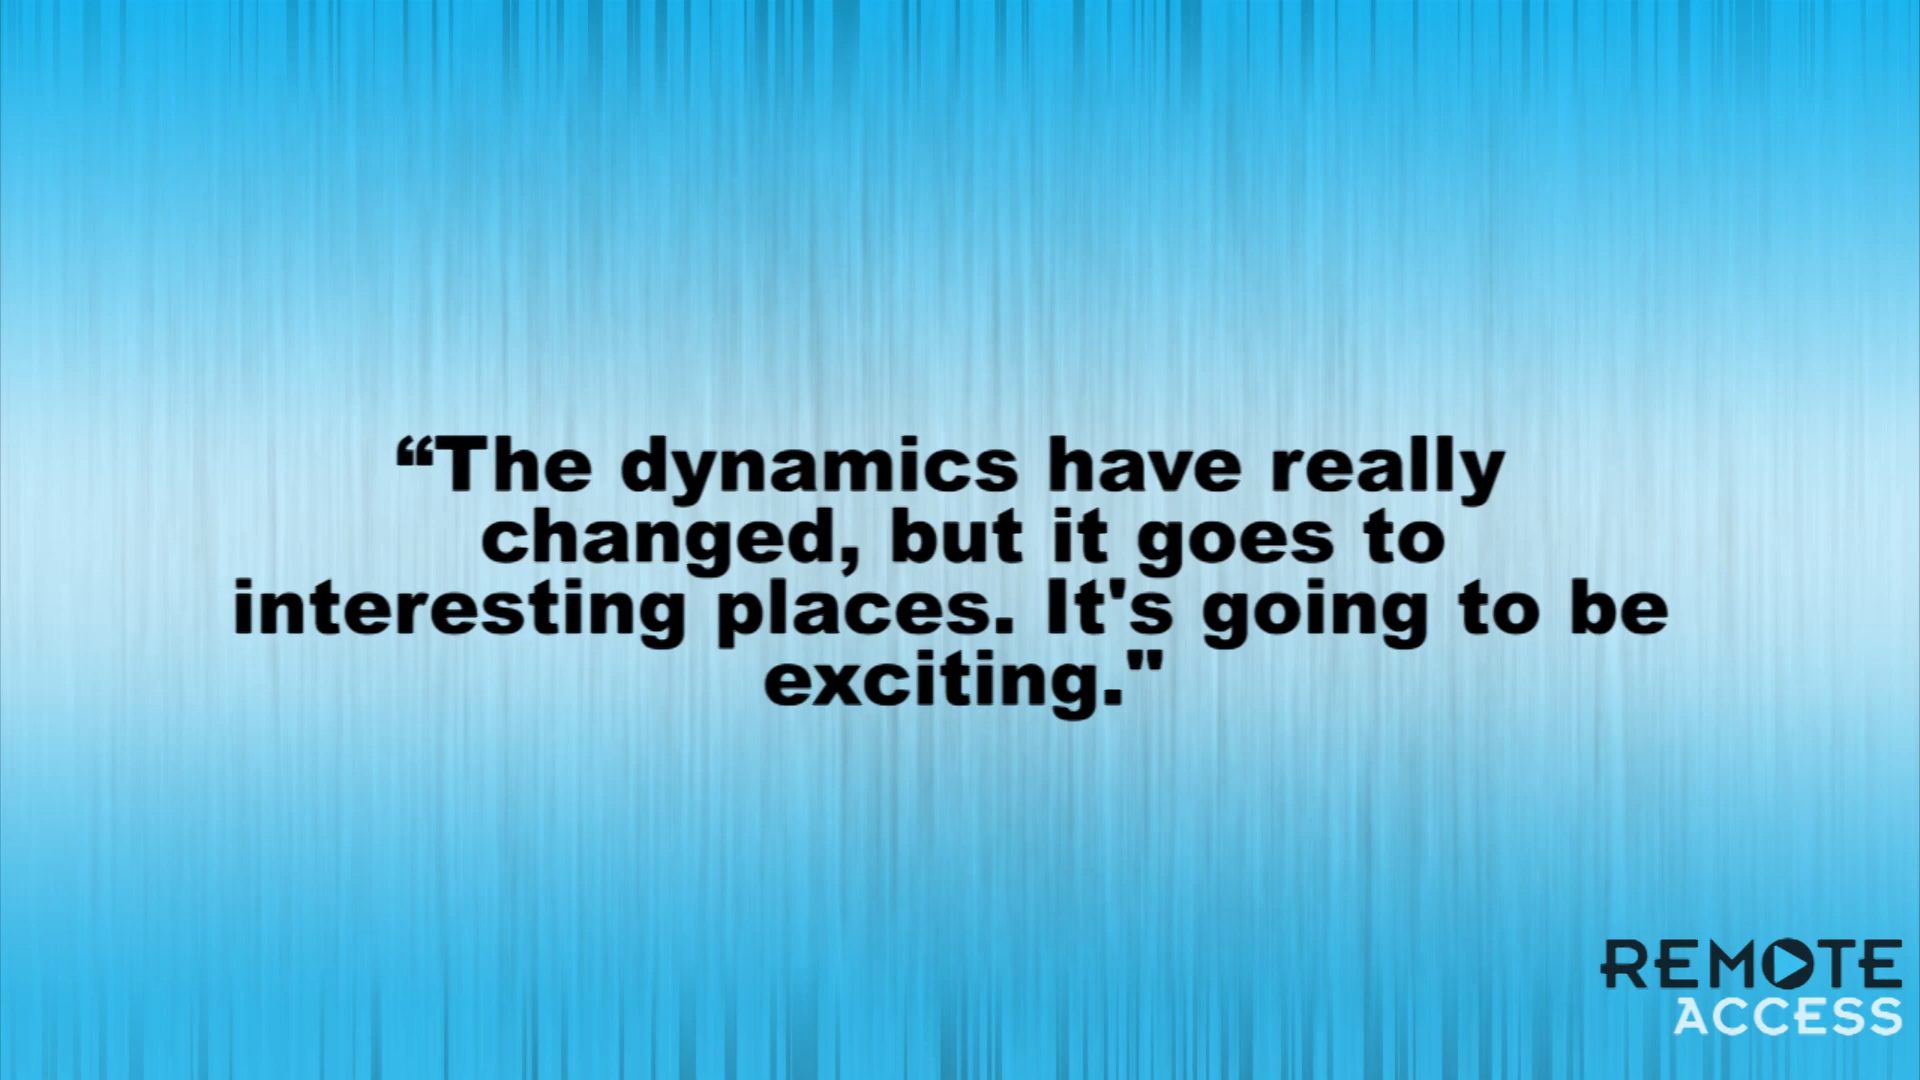 “The dynamics have really
changed, but it goes to
interesting places. It's going to be
exciting."
REMOTE
ACCESS